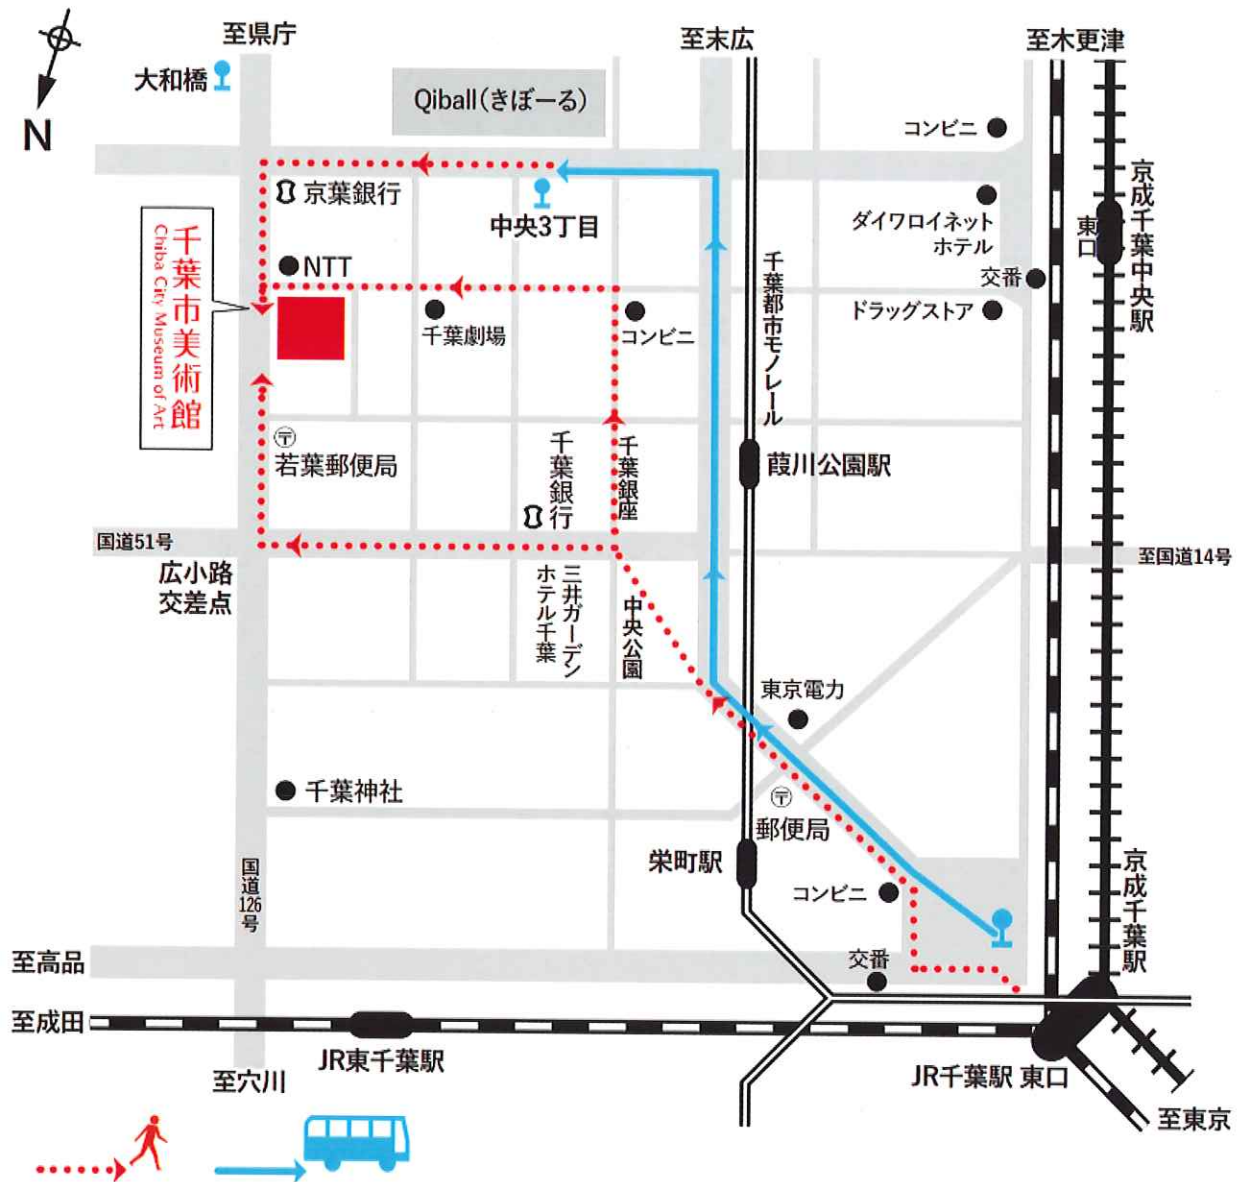 至県庁
至末広
至木更津
大和橋
Qiball(きぼーる)
N
コンビニ
京葉銀行
中央3丁目
ダイワロイネット
ホテル
東口
京成千葉中央駅
千葉市美術館
Chiba City Museum of Art
NTT
千葉都市モノレール
交番
千葉劇場
コンビニ
ドラッグストア
〒
若葉郵便局
千葉銀行
千葉銀座
葭川公園駅
国道51号
至国道14号
広小路
交差点
三井ガーデン
ホテル千葉
中央公園
東京電力
千葉神社
〒
郵便局
栄町駅
国道126号
コンビニ
京成千葉駅
至高品
交番
至成田
JR東千葉駅
JR千葉駅 東口
至穴川
至東京